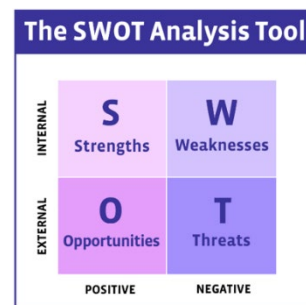 The SWOT Analysis Tool
INTERNAL
S
Strengths
W
Weaknesses
EXTERNAL
O
Opportunities
T
Threats
POSITIVE
NEGATIVE